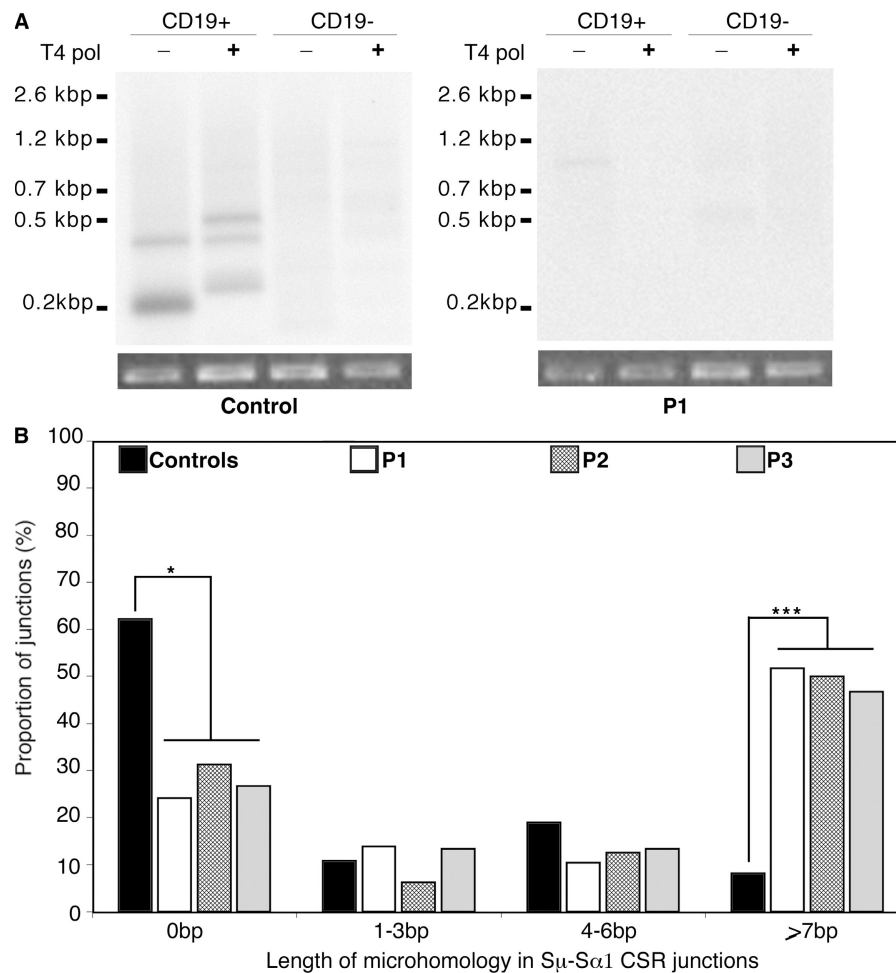 A
CD19+ CD19- CD19+ CD19-
T4 pol − + − + T4 pol − + − +
2.6 kbp 2.6 kbp
1.2 kbp 1.2 kbp
0.7 kbp 0.7 kbp
0.5 kbp 0.5 kbp
0.2kbp 0.2kbp
Control P1
B
Proportion of junctions (%)
100
90
80
70
60
50
40
30
20
10
0
Controls P1 P2 P3
*
***
0bp 1-3bp 4-6bp ⩾7bp
Length of microhomology in Sμ-Sα1 CSR junctions